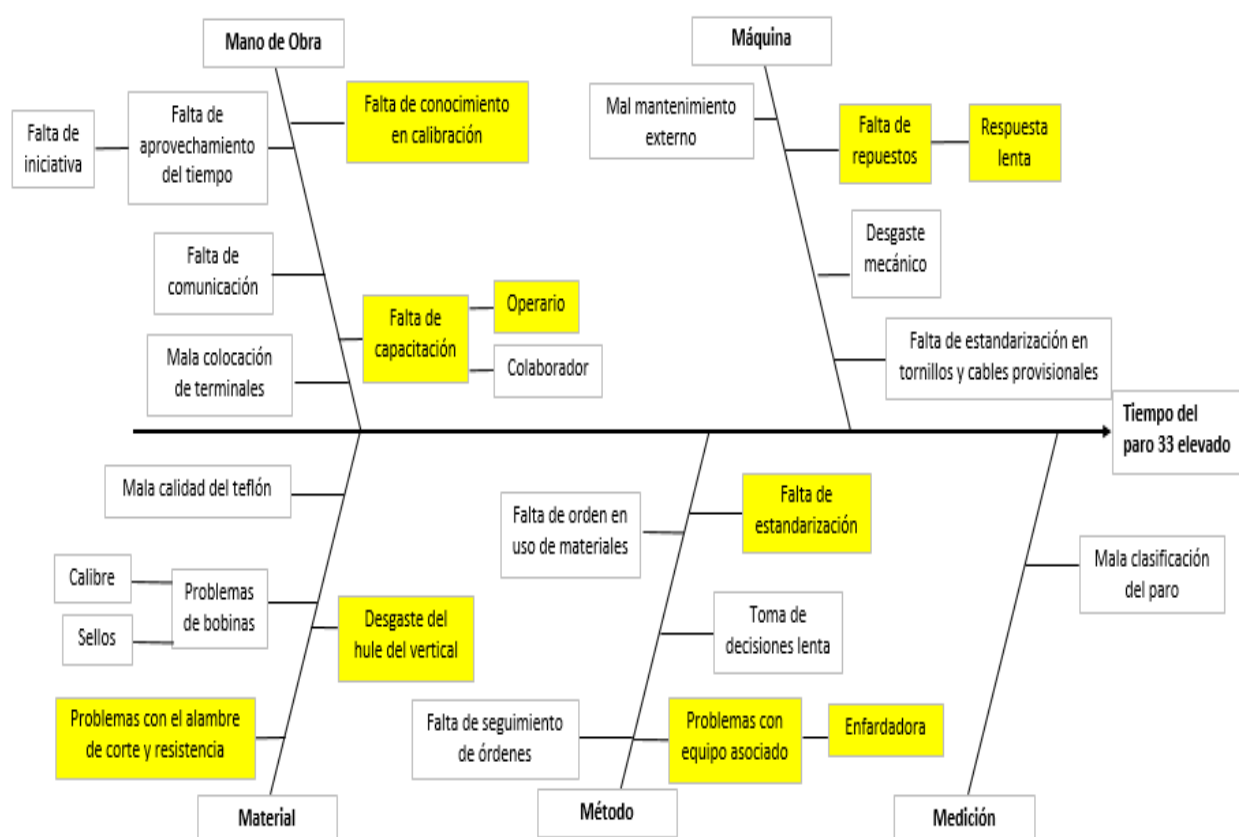 Mano de Obra
Máquina
Falta de
iniciativa
Falta de
aprovechamiento
del tiempo
Falta de conocimiento
en calibración
Mal mantenimiento
externo
Falta de
repuestos
Respuesta
lenta
Falta de
comunicación
Desgaste
mecánico
Falta de
capacitación
Operario
Colaborador
Mala colocación
de terminales
Falta de estandarización en
tornillos y cables provisionales
Tiempo del
paro 33 elevado
Mala calidad del teflón
Falta de orden en
uso de materiales
Falta de
estandarización
Calibre
Sellos
Problemas
de bobinas
Desgaste del
hule del vertical
Toma de
decisiones lenta
Mala clasificación
del paro
Problemas con el alambre
de corte y resistencia
Falta de seguimiento
de órdenes
Problemas con
equipo asociado
Enfardadora
Material
Método
Medición